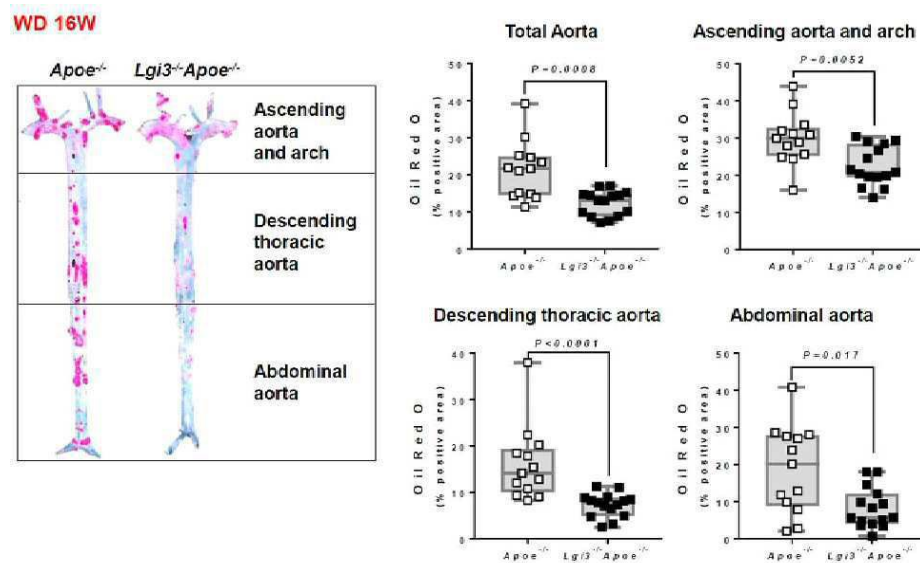 WD 16W
Apoe-/-
Lgi3-/-Apoe-/-
Ascending
aorta
and arch
Descending
thoracic
aorta
Abdominal
aorta
Total Aorta
P=0.0008
Oil Red O
(% positive area)
50
40
30
20
10
0
Apoe-/-
Lgi3-/-Apoe-/-
Ascending aorta and arch
P=0.0052
Oil Red O
(% positive area)
50
40
30
20
10
0
Apoe-/-
Lgi3-/-Apoe-/-
Descending thoracic aorta
P<0.0001
Oil Red O
(% positive area)
40
30
20
10
0
Apoe-/-
Lgi3-/-Apoe-/-
Abdominal aorta
P=0.017
Oil Red O
(% positive area)
50
40
30
20
10
0
Apoe-/-
Lgi3-/-Apoe-/-